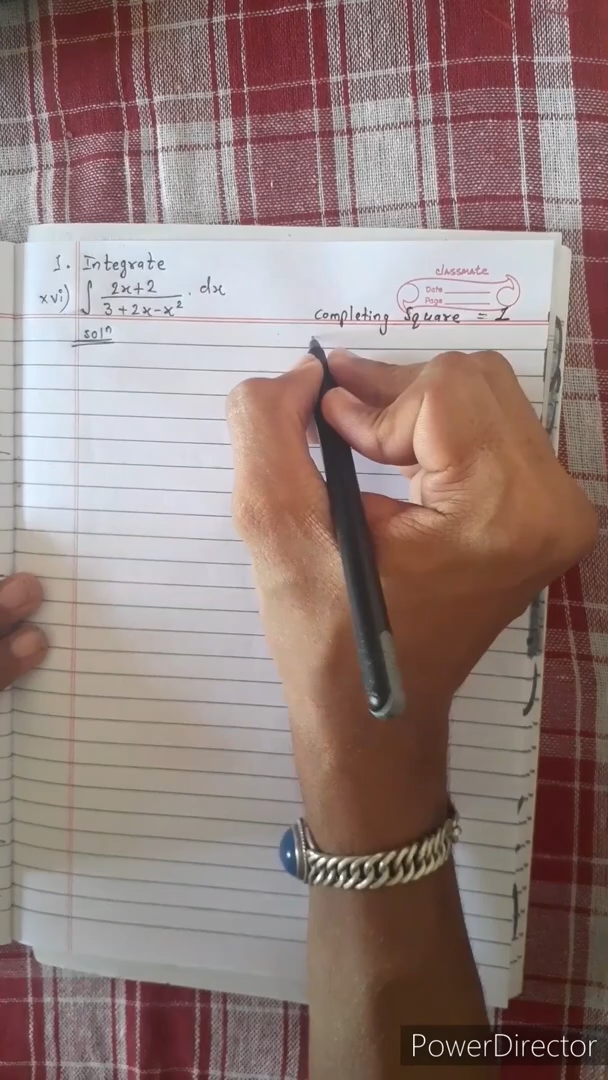 1. Integrate
xvi) ∫ 2x+2 / 3+2x-x² . dx
solⁿ
classmate
Date
Page
completing Square = 1
PowerDirector